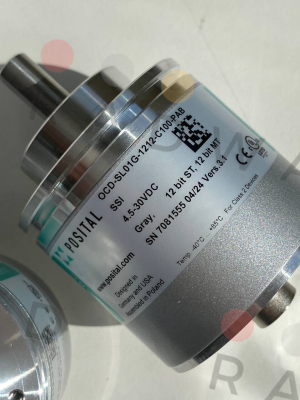 POSITAL
OCD-SL01G-1212-C100-PAB
SSI
4.5-30VDC
Gray, 12 bit ST, 12 bit MT
SN 7081555 04/24 Vers.3.1
www.posital.com
Designed in
Germany and USA
Assembled in Poland
Temp. -40°C +85°C
For Class 2 Devices